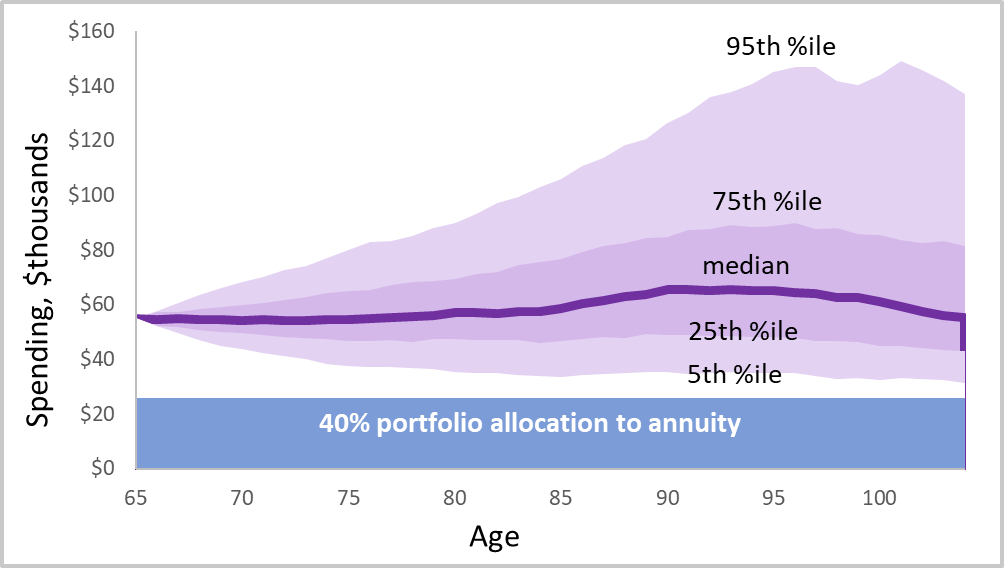 $160
$140
$120
$100
$80
$60
$40
$20
$0
Spending, $thousands
95th %ile
75th %ile
median
25th %ile
5th %ile
40% portfolio allocation to annuity
65 70 75 80 85 90 95 100
Age